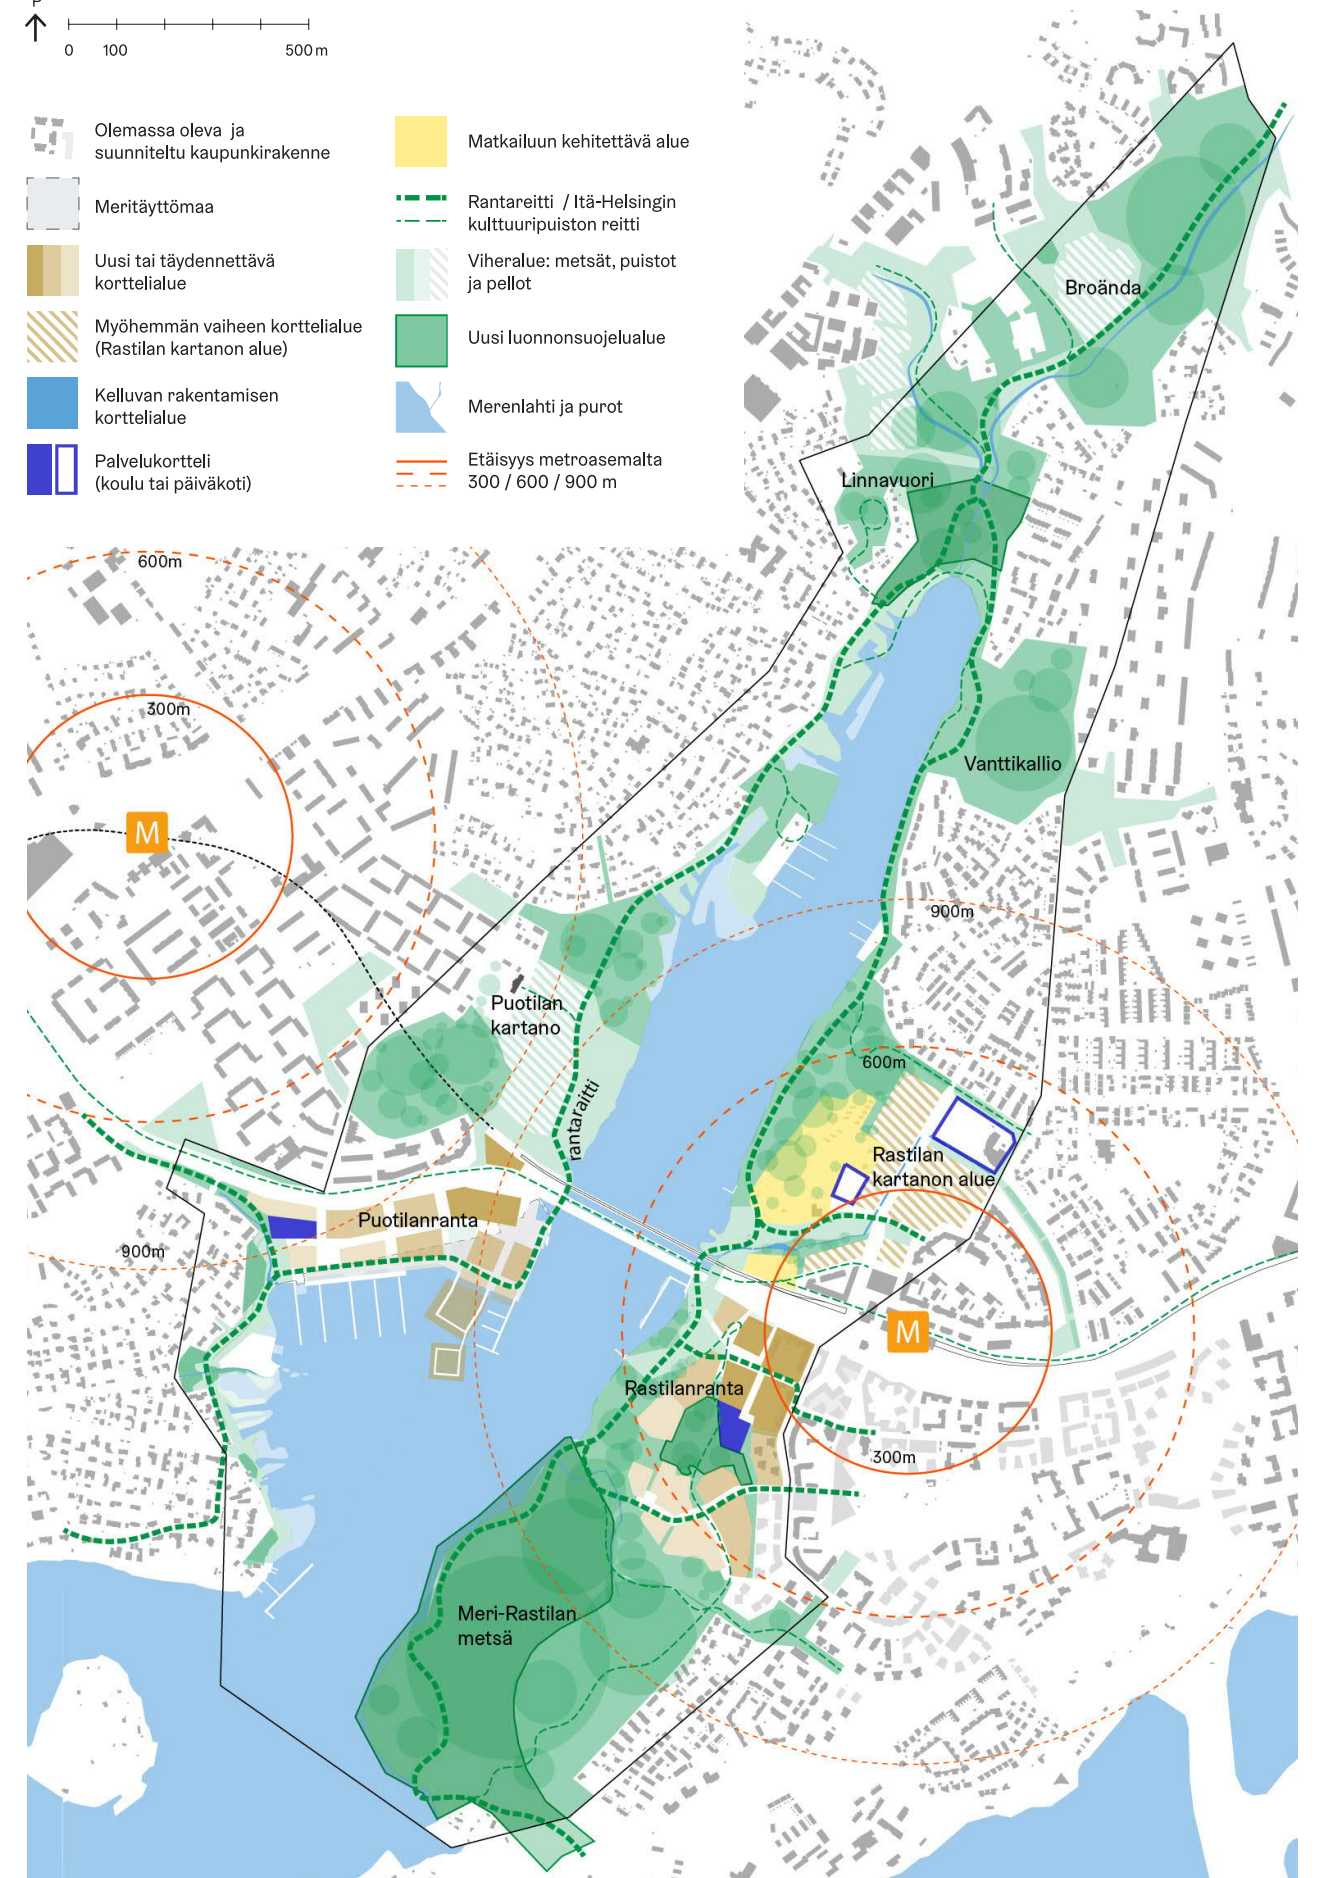 P
0 100 500 m
Olemassa oleva ja
suunniteltu kaupunkirakenne
Meritäyttömaa
Uusi tai täydennettävä
korttelialue
Myöhemmän vaiheen korttelialue
(Rastilan kartanon alue)
Kelluvan rakentamisen
korttelialue
Palvelukortteli
(koulu tai päiväkoti)
Matkailuun kehitettävä alue
Rantareitti / Itä-Helsingin
kulttuuripuiston reitti
Viheralue: metsät, puistot
ja pellot
Uusi luonnonsuojelualue
Merenlahti ja purot
Etäisyys metroasemalta
300 / 600 / 900 m
Broända
Linnavuori
600m
300m
Vanttikallio
M
900m
Puotilan
kartano
600m
rantaraitti
Rastilan
kartanon alue
Puotilanranta
900m
M
Rastilanranta
300m
Meri-Rastilan
metsä